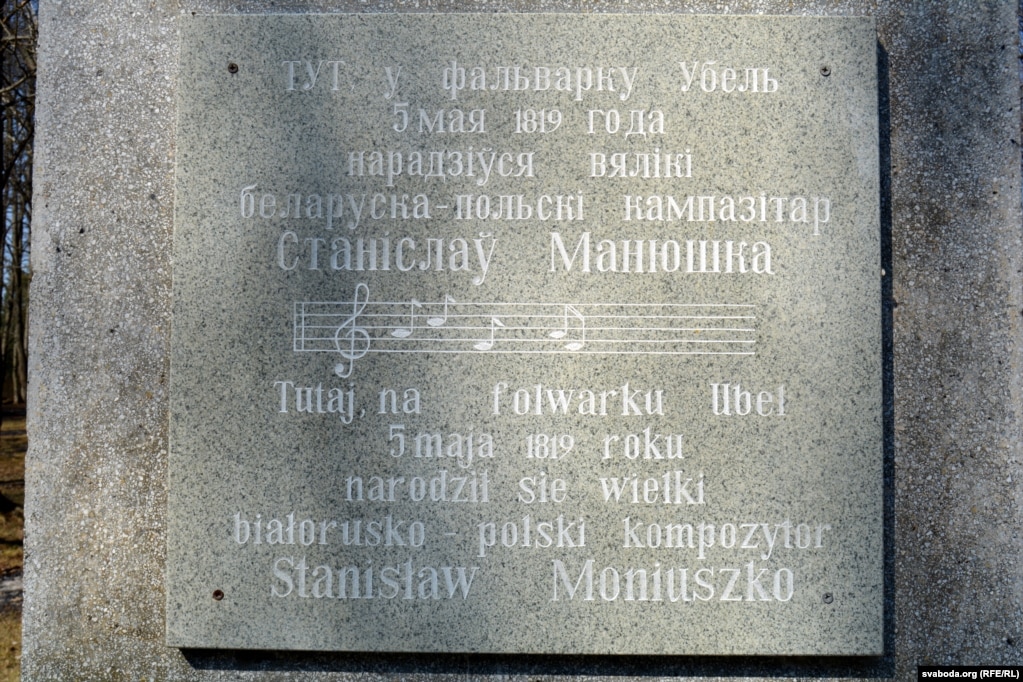 ТУТ у фальварку Убель
5 мая 1819 года
нарадзіўся вялікі
беларуска-польскі кампазітар
Станіслаў Манюшка
Tutaj, na folwarku Ubel
5 maja 1819 roku
narodził sie wielki
białorusko - polski kompozytor
Stanisław Moniuszko
svaboda.org (RFE/RL)